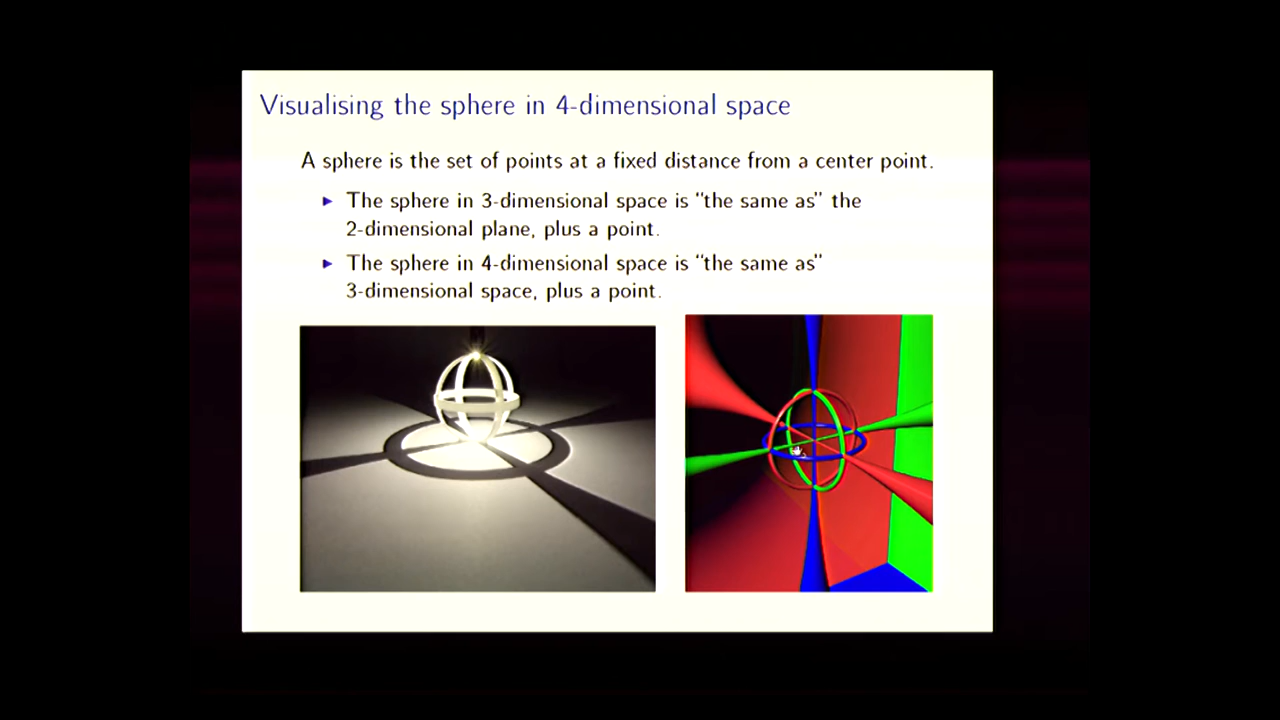 Visualising the sphere in 4-dimensional space
A sphere is the set of points at a fixed distance from a center point.
The sphere in 3-dimensional space is "the same as" the
2-dimensional plane, plus a point.
The sphere in 4-dimensional space is "the same as"
3-dimensional space, plus a point.